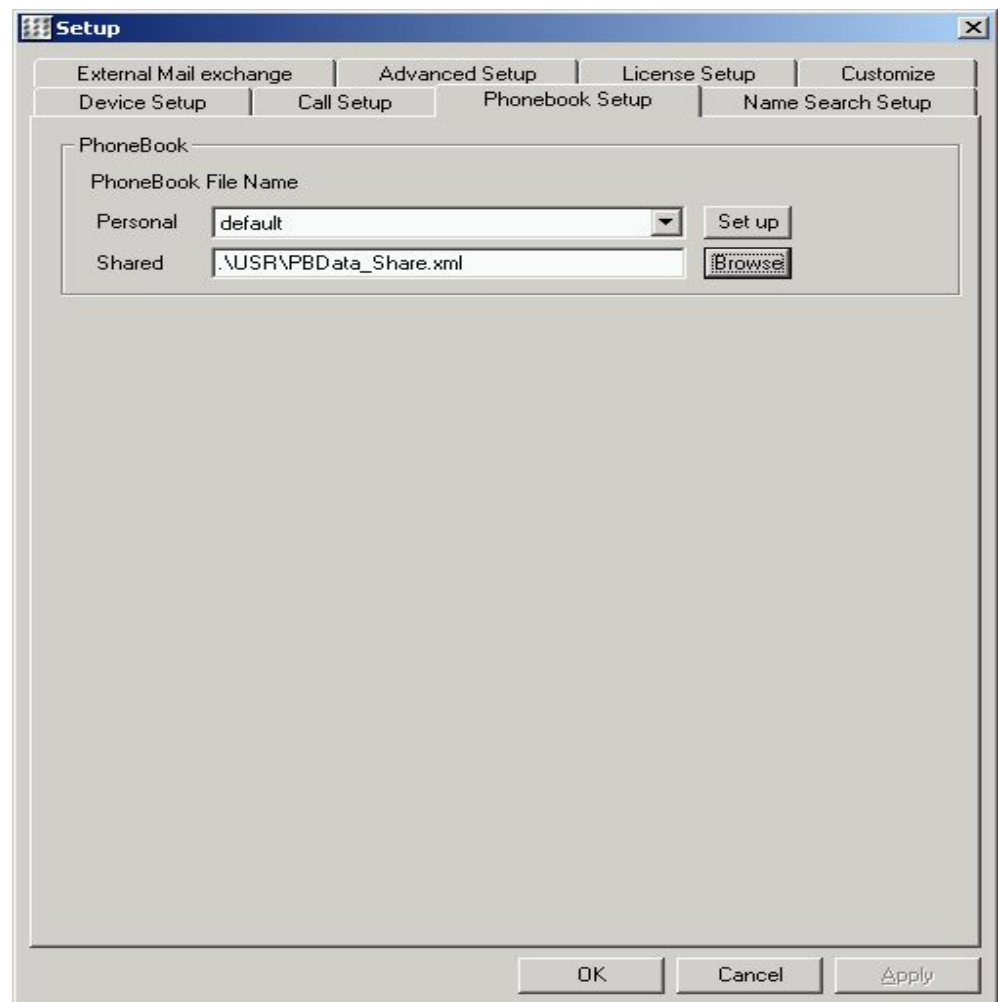 Setup
External Mail exchange Advanced Setup License Setup Customize
Device Setup Call Setup Phonebook Setup Name Search Setup
PhoneBook
PhoneBook File Name
Personal default Set up
Shared .\USR\PBData_Share.xml Browse
OK Cancel Apply